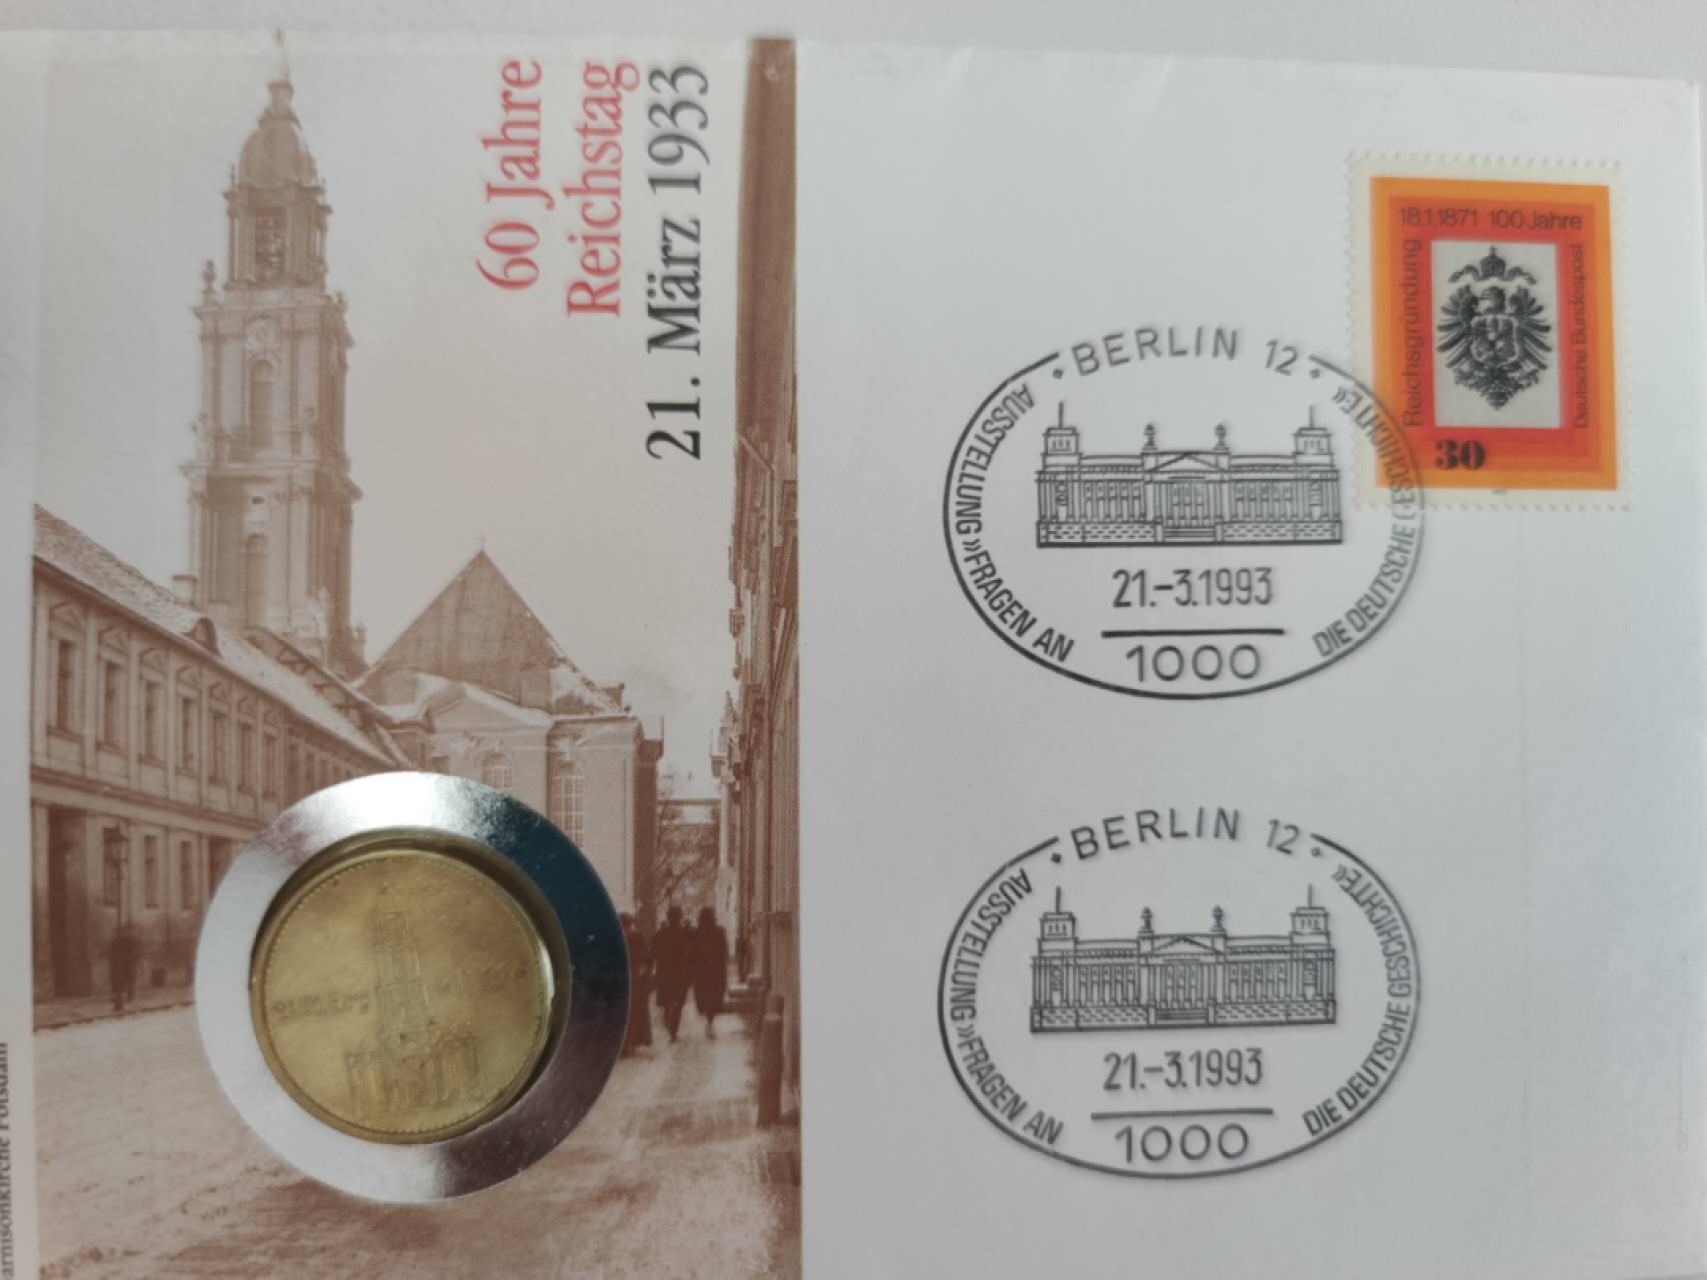 60 Jahre
Reichstag
21. März 1933
18.1.1871 100 Jahre
Reichsgründung
Deutsche Bundespost
30
BERLIN 12
AUSSTELLUNG »FRAGEN AN
DIE DEUTSCHE GESCHICHTE«
21.-3.1993
1000
BERLIN 12
AUSSTELLUNG »FRAGEN AN
DIE DEUTSCHE GESCHICHTE«
21.-3.1993
1000
Potsdam